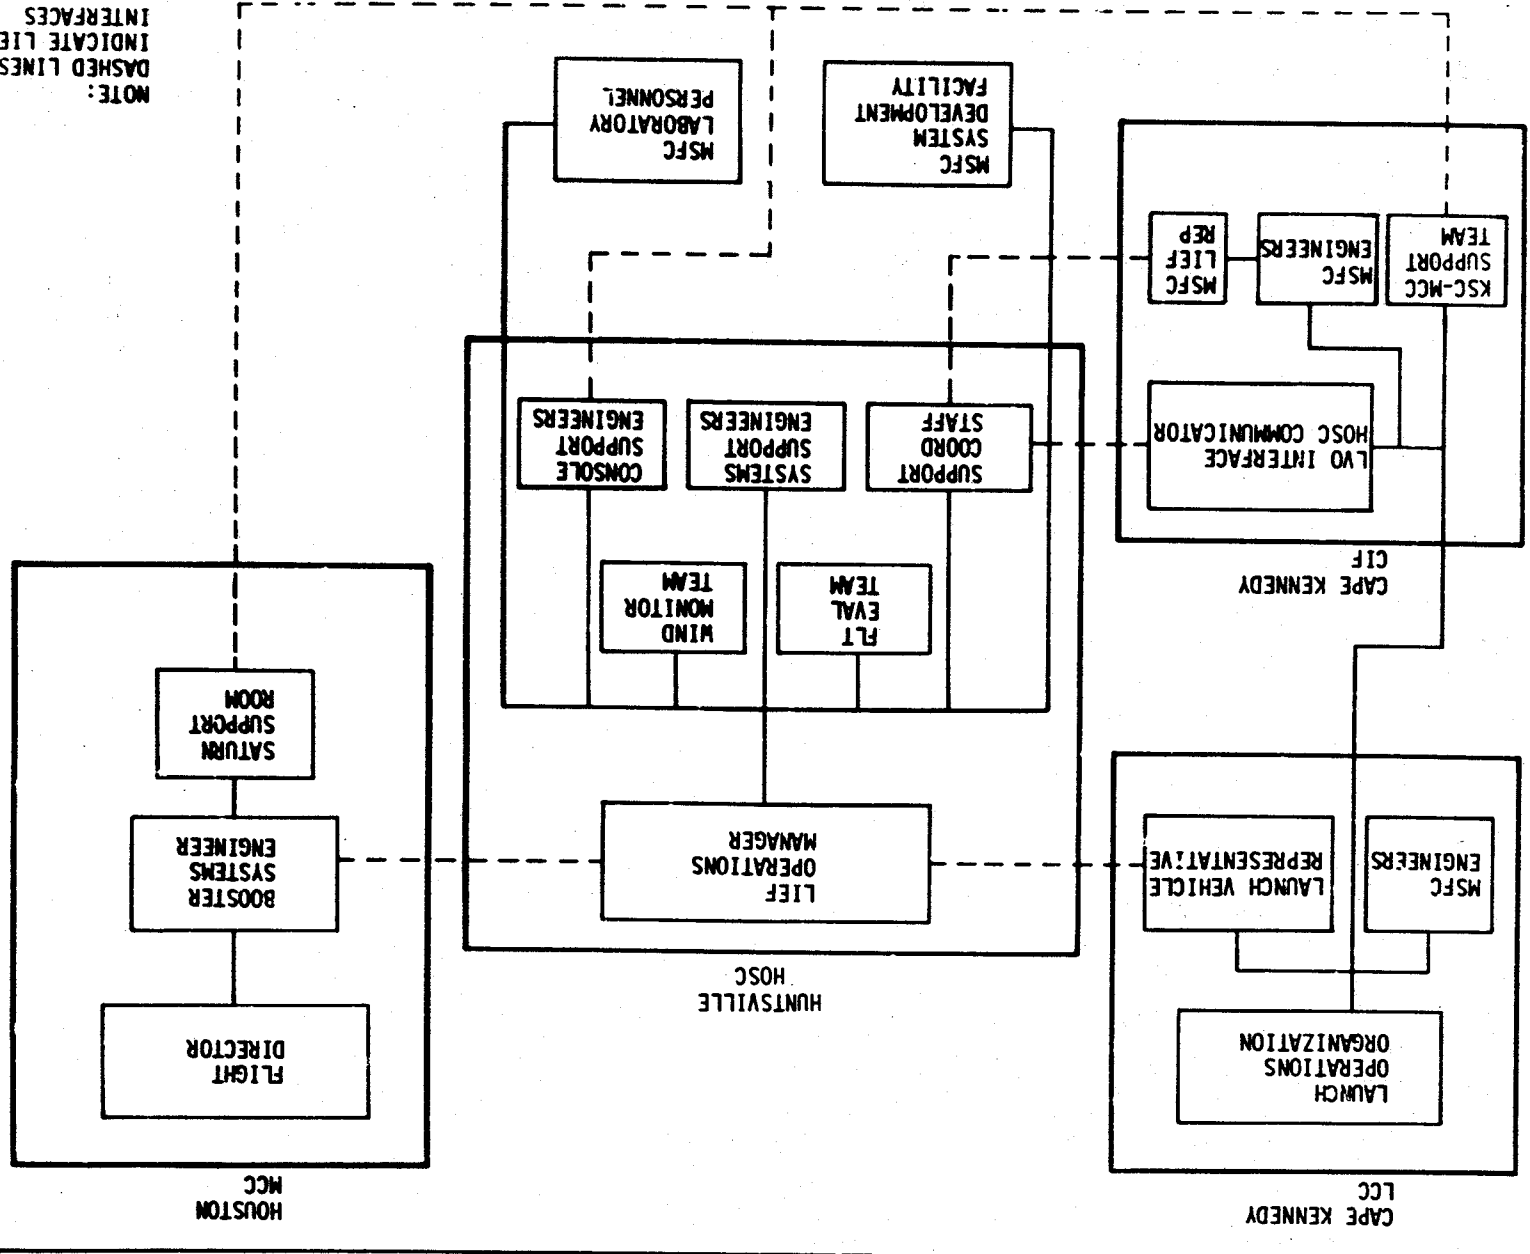 CAPE KENNEDY
LCC
LAUNCH
OPERATIONS
ORGANIZATION
MSFC
ENGINEERS
LAUNCH VEHICLE
REPRESENTATIVE
HUNTSVILLE
HOSC
LIEF
OPERATIONS
MANAGER
HOUSTON
MCC
FLIGHT
DIRECTOR
BOOSTER
SYSTEMS
ENGINEER
SATURN
SUPPORT
ROOM
CAPE KENNEDY
CIF
LVO INTERFACE
HOSC COMMUNICATOR
KSC-MCC
SUPPORT
TEAM
MSFC
ENGINEERS
MSFC
LIEF
REP
FLT
EVAL
TEAM
WIND
MONITOR
TEAM
SUPPORT
COORD
STAFF
SYSTEMS
SUPPORT
ENGINEERS
CONSOLE
SUPPORT
ENGINEERS
MSFC
SYSTEM
DEVELOPMENT
FACILITY
MSFC
LABORATORY
PERSONNEL
NOTE:
DASHED LINES
INDICATE LIEF
INTERFACES